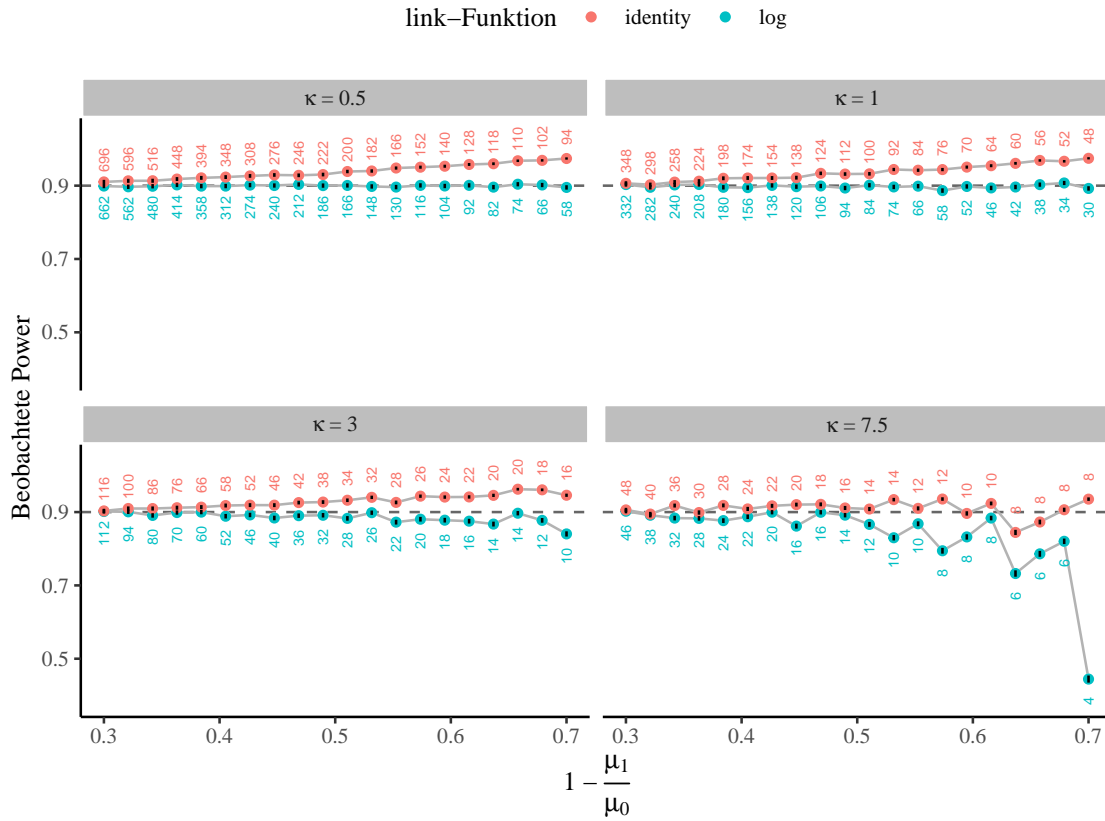 link–Funktion identity log
κ = 0.5
κ = 1
696 596 516 448 394 348 308 276 246 222 200 182 166 152 140 128 118 110 102 94
348 298 258 224 198 174 154 138 124 112 100 92 84 76 70 64 60 56 52 48
662 562 480 414 358 312 274 240 212 186 166 148 130 116 104 92 82 74 66 58
332 282 240 208 180 156 138 120 106 94 84 74 66 58 52 46 42 38 34 30
0.9
0.7
0.5
κ = 3
κ = 7.5
116 100 86 76 66 58 52 46 42 38 34 32 28 26 24 22 20 20 18 16
48 40 36 30 28 24 22 20 18 16 14 14 12 12 10 10 8 8 8 8
112 94 80 70 60 52 46 40 36 32 28 26 22 20 18 16 14 14 12 10
46 38 32 28 24 22 20 16 16 14 12 10 10 8 8 8 6 6 6 4
0.9
0.7
0.5
Beobachtete Power
0.3 0.4 0.5 0.6 0.7
0.3 0.4 0.5 0.6 0.7
1 − μ1/μ0